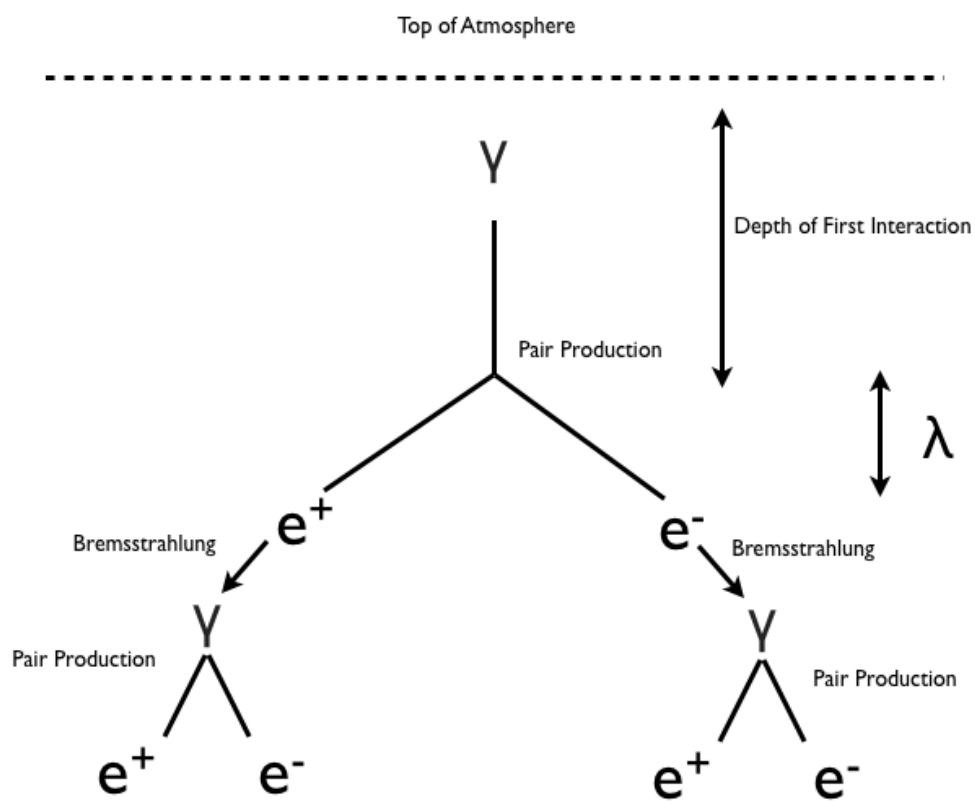 Top of Atmosphere
γ
Depth of First Interaction
Pair Production
λ
e⁺
e⁻
Bremsstrahlung
Bremsstrahlung
γ
γ
Pair Production
Pair Production
e⁺
e⁻
e⁺
e⁻